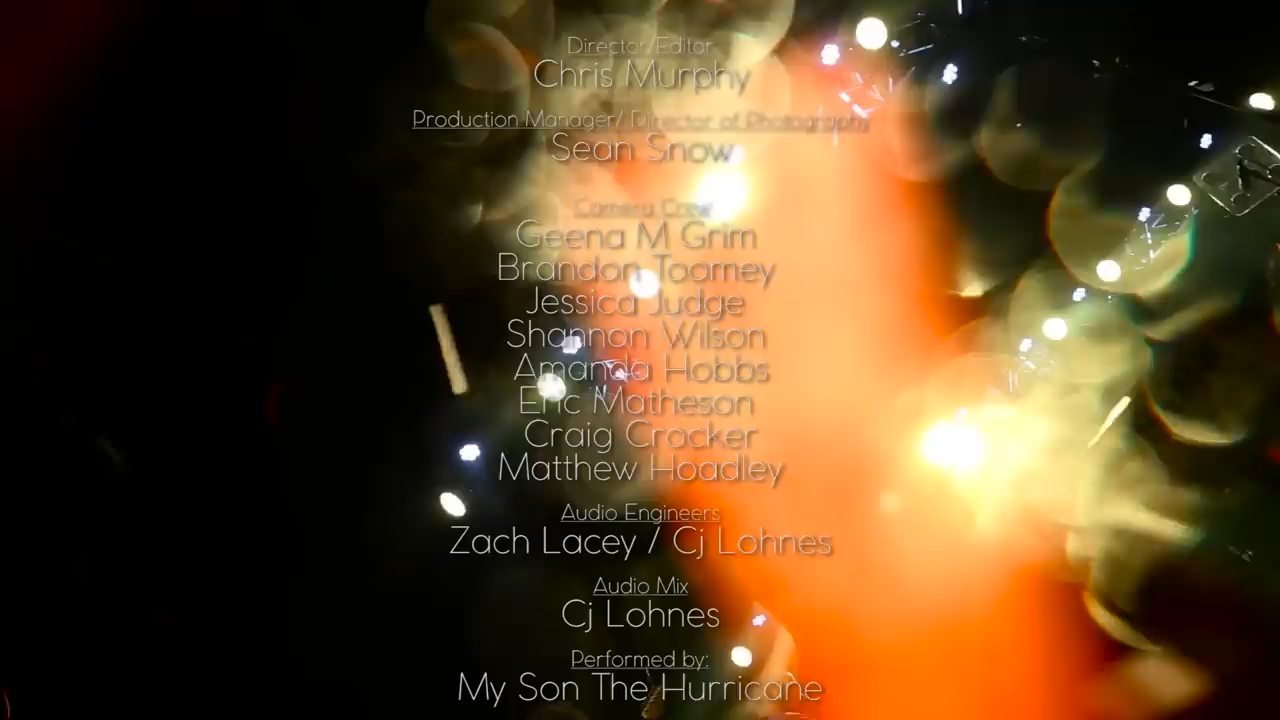 Director/Editor
Chris Murphy
Production Manager/ Director of Photography
Sean Snow
Camera Crew
Geena M Grim
Brandon Toomey
Jessica Judge
Shannon Wilson
Amanda Hobbs
Eric Matheson
Craig Crocker
Matthew Hoadley
Audio Engineers
Zach Lacey / Cj Lohnes
Audio Mix
Cj Lohnes
Performed by:
My Son The Hurricane